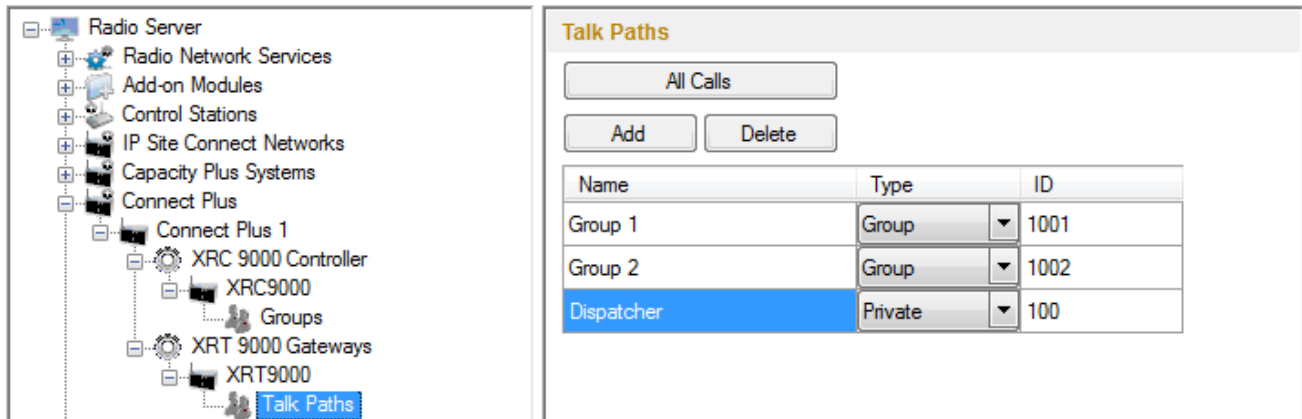 Radio Server
Radio Network Services
Add-on Modules
Control Stations
IP Site Connect Networks
Capacity Plus Systems
Connect Plus
Connect Plus 1
XRC 9000 Controller
XRC9000
Groups
XRT 9000 Gateways
XRT9000
Talk Paths
Talk Paths
All Calls
Add Delete
Name Type ID
Group 1 Group 1001
Group 2 Group 1002
Dispatcher Private 100